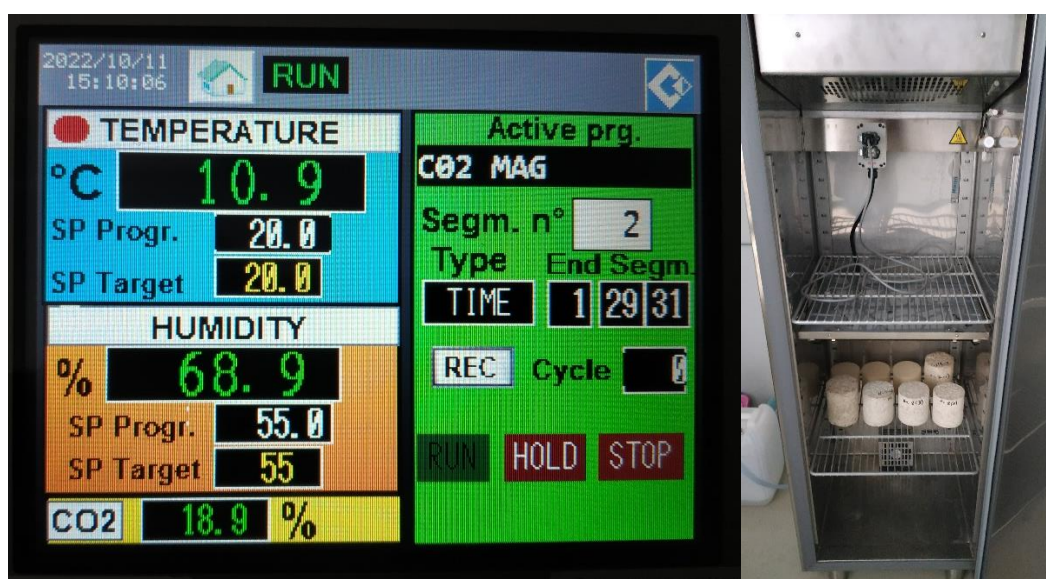 2022/10/11
15:10:06
RUN
TEMPERATURE
°C 10.9
SP Progr. 20.0
SP Target 20.0
HUMIDITY
% 68.9
SP Progr. 55.0
SP Target 55
CO2 18.9 %
Active prg.
C02 MAG
Segm. n° 2
Type End Segm.
TIME 1 29 31
REC Cycle 0
RUN HOLD STOP